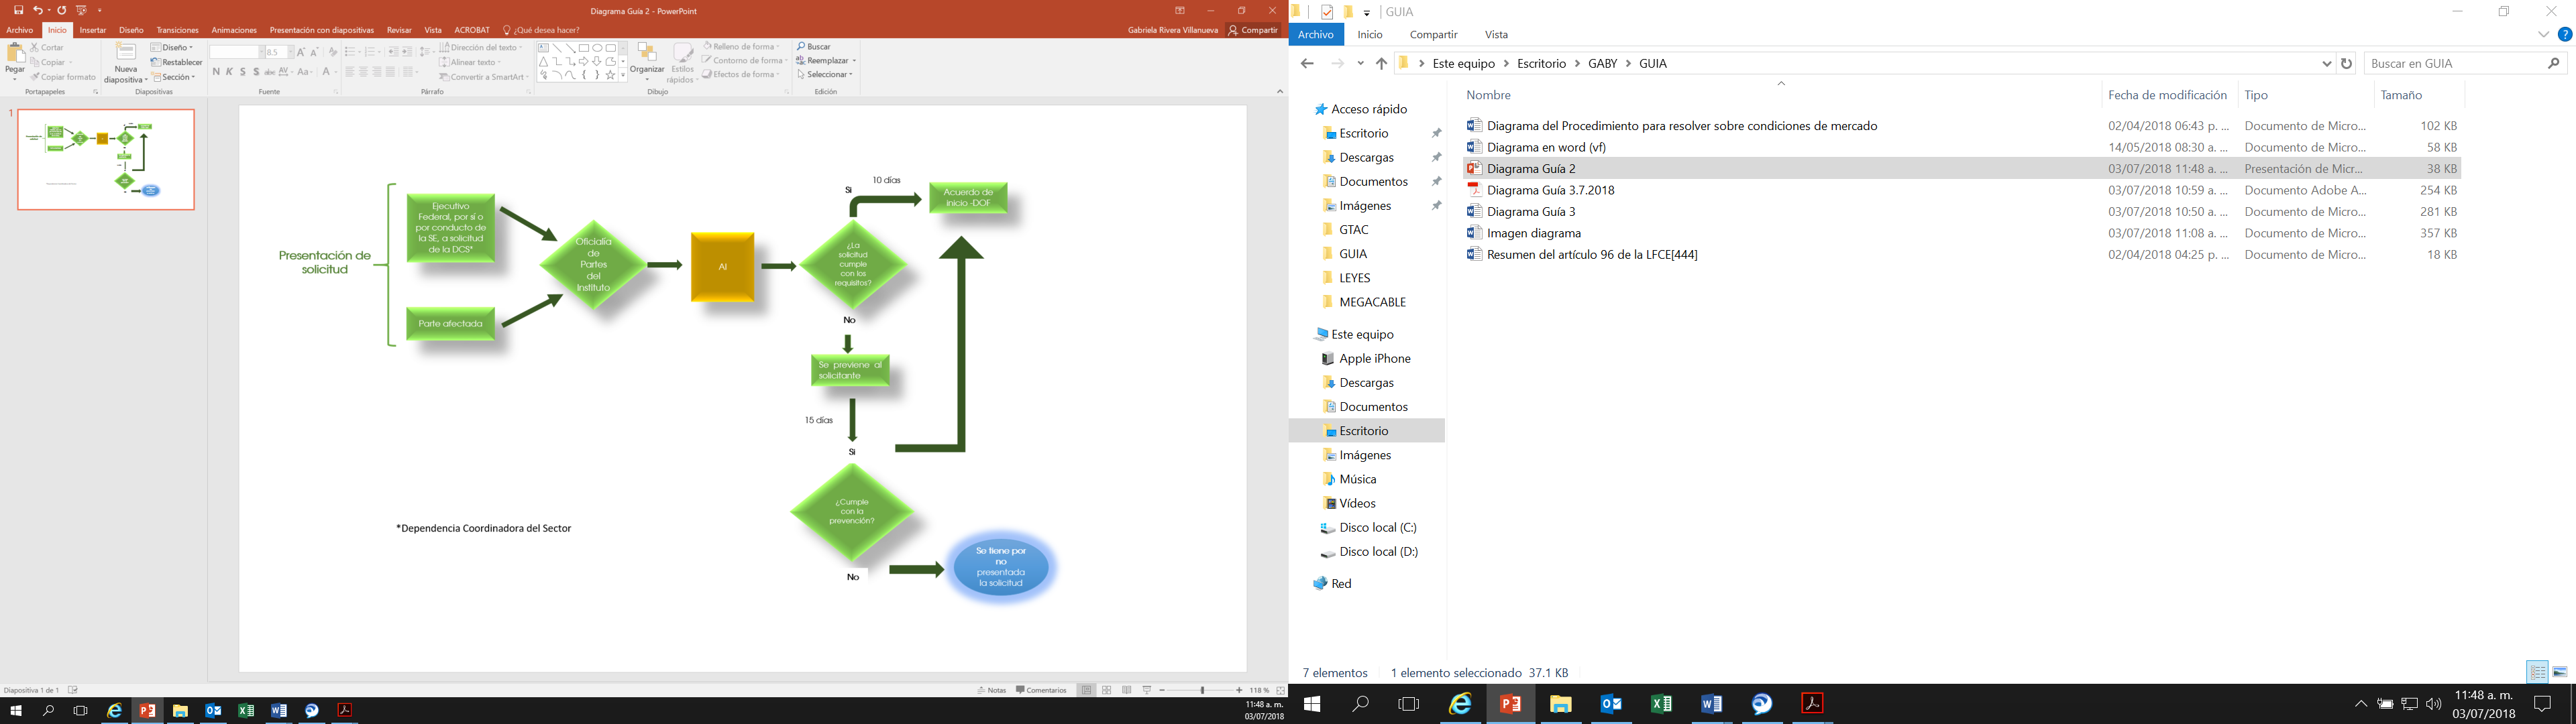 Diagrama Guía 2 - PowerPoint
Archivo Inicio Insertar Diseño Transiciones Animaciones Presentación con diapositivas Revisar Vista ACROBAT ¿Qué desea hacer?
Gabriela Rivera Villanueva Compartir
Pegar
Cortar
Copiar
Copiar formato
Portapapeles
Nueva
diapositiva
Diseño
Restablecer
Sección
Diapositivas
8.5
N K S S abc AV Aa A
Fuente
Párrafo
Dirección del texto
Alinear texto
Convertir a SmartArt
Organizar
Estilos
rápidos
Relleno de forma
Contorno de forma
Efectos de forma
Dibujo
Buscar
Reemplazar
Seleccionar
Edición
1
Presentación de
solicitud
Ejecutivo
Federal, por sí o
por conducto de
la SE, a solicitud
de la DCS*
Parte afectada
Oficialía
de
Partes
del
Instituto
AI
¿La
solicitud
cumple
con los
requisitos?
Si
10 días
Acuerdo de
inicio -DOF
No
Se previene al
solicitante
15 días
Si
¿Cumple
con la
prevención?
No
Se tiene por
no
presentada
la solicitud
*Dependencia Coordinadora del Sector
Diapositiva 1 de 1
Notas Comentarios 118 %
11:48 a. m.
03/07/2018
GUIA
Archivo Inicio Compartir Vista
Este equipo Escritorio GABY GUIA
Buscar en GUIA
Acceso rápido
Escritorio
Descargas
Documentos
Imágenes
GTAC
GUIA
LEYES
MEGACABLE
Este equipo
Apple iPhone
Descargas
Documentos
Escritorio
Imágenes
Música
Vídeos
Disco local (C:)
Disco local (D:)
Red
Nombre Fecha de modificación Tipo Tamaño
Diagrama del Procedimiento para resolver sobre condiciones de mercado 02/04/2018 06:43 p. ... Documento de Micro... 102 KB
Diagrama en word (vf) 14/05/2018 08:30 a. ... Documento de Micro... 58 KB
Diagrama Guía 2 03/07/2018 11:48 a. ... Presentación de Micr... 38 KB
Diagrama Guía 3.7.2018 03/07/2018 10:59 a. ... Documento Adobe A... 254 KB
Diagrama Guía 3 03/07/2018 10:50 a. ... Documento de Micro... 281 KB
Imagen diagrama 03/07/2018 11:08 a. ... Documento de Micro... 357 KB
Resumen del artículo 96 de la LFCE[444] 02/04/2018 04:25 p. ... Documento de Micro... 18 KB
7 elementos 1 elemento seleccionado 37.1 KB
11:48 a. m.
03/07/2018